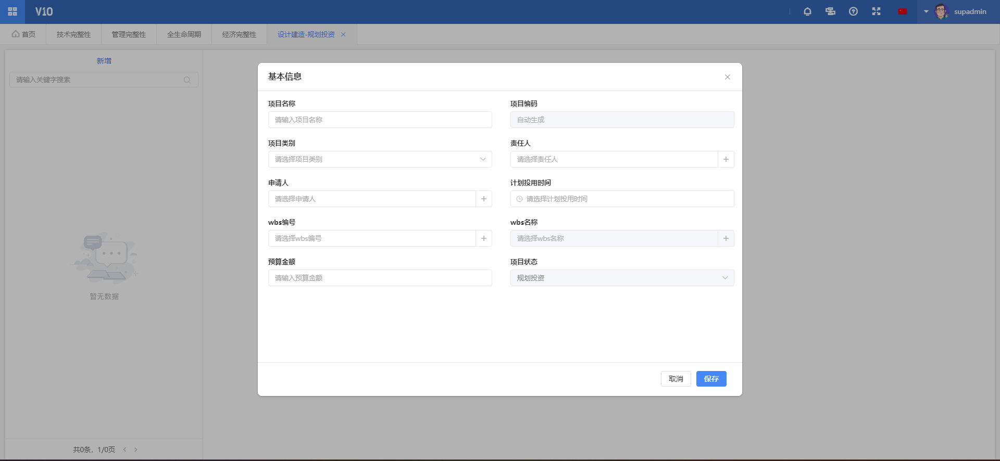 V10
supadmin
首页
技术完整性
管理完整性
全生命周期
经济完整性
设计建造-规划投资
新增
请输入关键字搜索
暂无数据
共0条，1/0页
基本信息
项目名称
请输入项目名称
项目编码
自动生成
项目类别
请选择项目类别
责任人
请选择责任人
申请人
请选择申请人
计划投用时间
请选择计划投用时间
wbs编号
请选择wbs编号
wbs名称
请选择wbs名称
预算金额
请输入预算金额
项目状态
规划投资
取消
保存